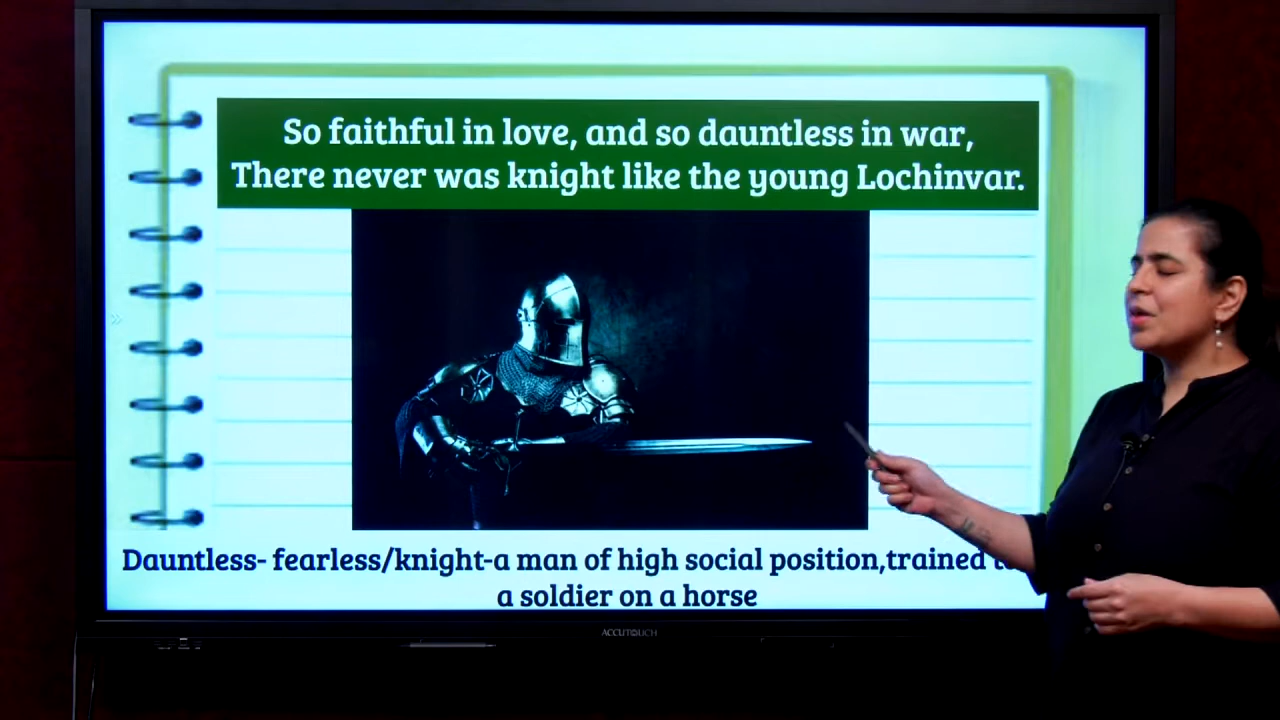 So faithful in love, and so dauntless in war,
There never was knight like the young Lochinvar.
Dauntless- fearless/knight-a man of high social position,trained
a soldier on a horse
ACCUTOUCH